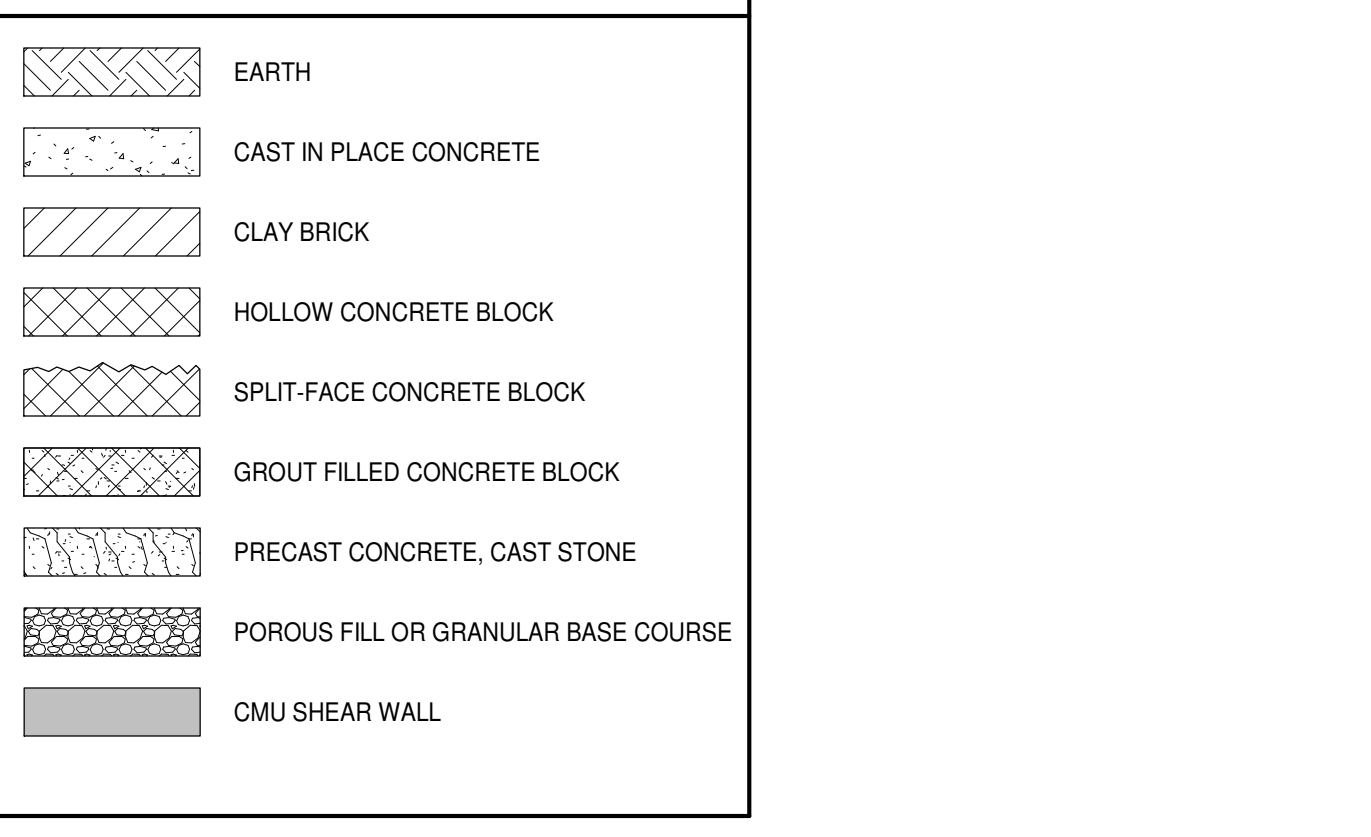 EARTH
CAST IN PLACE CONCRETE
CLAY BRICK
HOLLOW CONCRETE BLOCK
SPLIT-FACE CONCRETE BLOCK
GROUT FILLED CONCRETE BLOCK
PRECAST CONCRETE, CAST STONE
POROUS FILL OR GRANULAR BASE COURSE
CMU SHEAR WALL